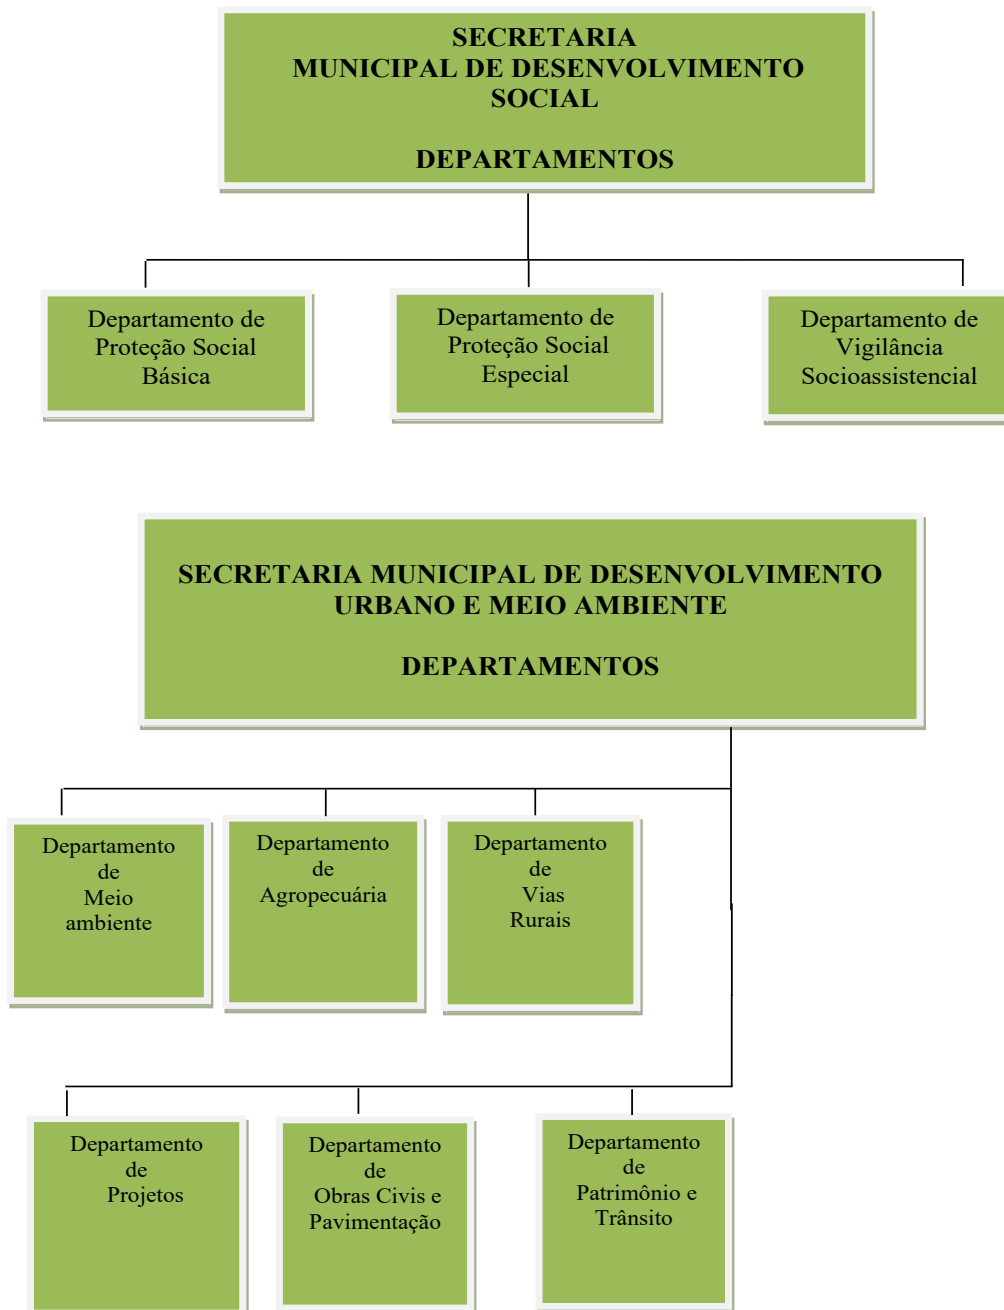 SECRETARIA
MUNICIPAL DE DESENVOLVIMENTO
SOCIAL
DEPARTAMENTOS
Departamento de
Proteção Social
Básica
Departamento de
Proteção Social
Especial
Departamento de
Vigilância
Socioassistencial
SECRETARIA MUNICIPAL DE DESENVOLVIMENTO
URBANO E MEIO AMBIENTE
DEPARTAMENTOS
Departamento
de
Meio
ambiente
Departamento
de
Agropecuária
Departamento
de
Vias
Rurais
Departamento
de
Projetos
Departamento
de
Obras Civis e
Pavimentação
Departamento
de
Patrimônio e
Trânsito